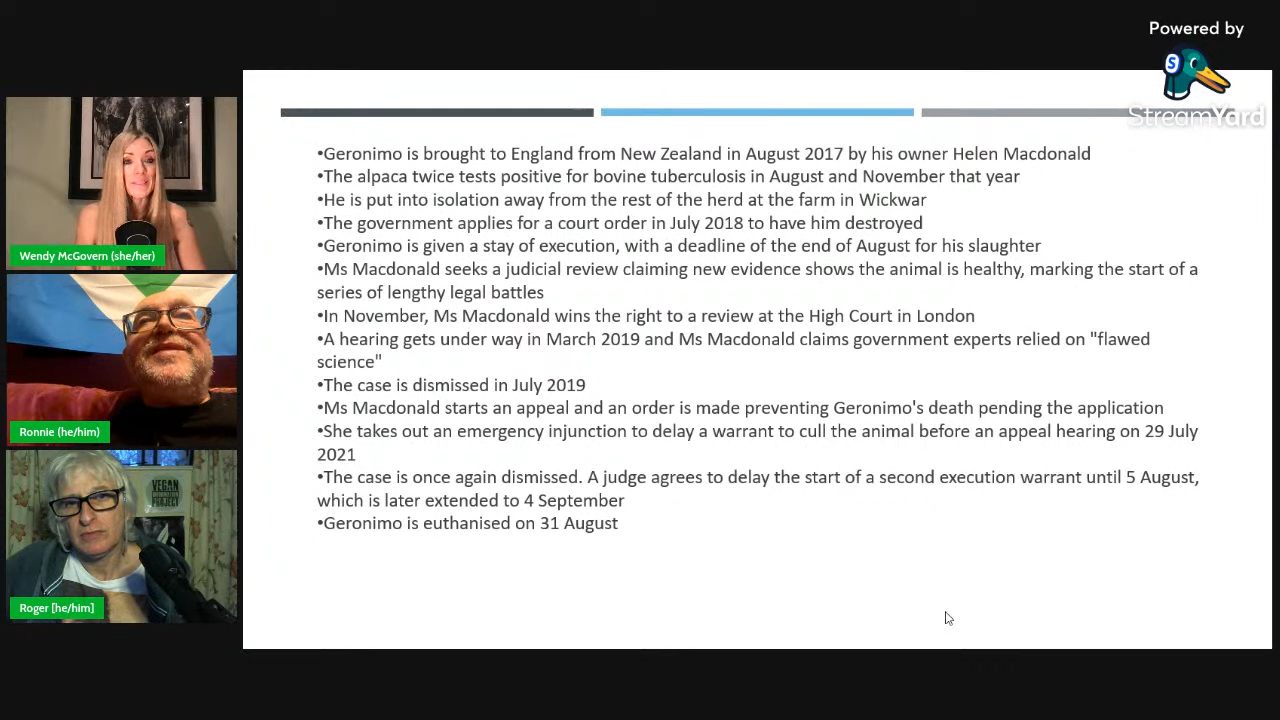 Powered by
S
StreamYard
•Geronimo is brought to England from New Zealand in August 2017 by his owner Helen Macdonald
•The alpaca twice tests positive for bovine tuberculosis in August and November that year
•He is put into isolation away from the rest of the herd at the farm in Wickwar
•The government applies for a court order in July 2018 to have him destroyed
•Geronimo is given a stay of execution, with a deadline of the end of August for his slaughter
•Ms Macdonald seeks a judicial review claiming new evidence shows the animal is healthy, marking the start of a
series of lengthy legal battles
•In November, Ms Macdonald wins the right to a review at the High Court in London
•A hearing gets under way in March 2019 and Ms Macdonald claims government experts relied on "flawed
science"
•The case is dismissed in July 2019
•Ms Macdonald starts an appeal and an order is made preventing Geronimo's death pending the application
•She takes out an emergency injunction to delay a warrant to cull the animal before an appeal hearing on 29 July
2021
•The case is once again dismissed. A judge agrees to delay the start of a second execution warrant until 5 August,
which is later extended to 4 September
•Geronimo is euthanised on 31 August
Wendy McGovern (she/her)
Ronnie (he/him)
VEGAN
INFORMATION
PROJECT
Roger [he/him]